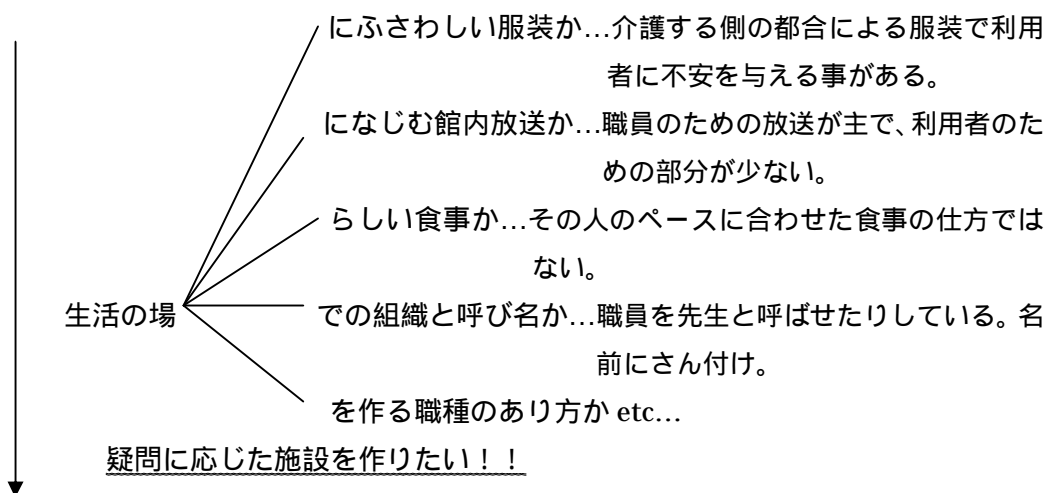 にふさわしい服装か…介護する側の都合による服装で利用
者に不安を与える事がある。
になじむ館内放送か…職員のための放送が主で、利用者のた
めの部分が少ない。
らしい食事か…その人のペースに合わせた食事の仕方では
ない。
生活の場 での組織と呼び名か…職員を先生と呼ばせたりしている。名
前にさん付け。
を作る職種のあり方か etc…
疑問に応じた施設を作りたい！！